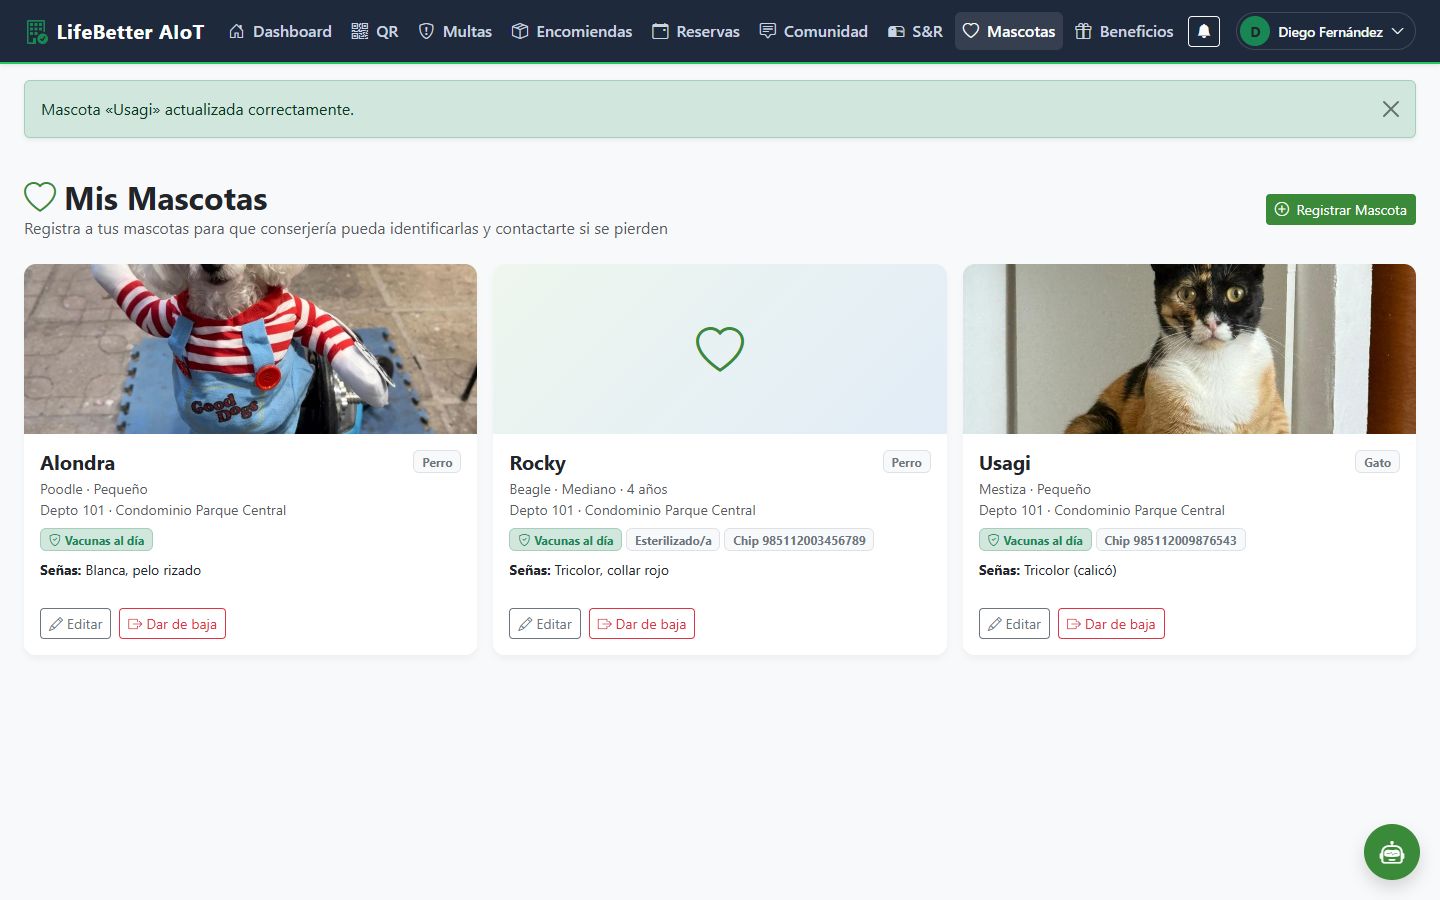 LifeBetter AIoT
Dashboard
QR
Multas
Encomiendas
Reservas
Comunidad
S&R
Mascotas
Beneficios
D
Diego Fernández
Mascota «Usagi» actualizada correctamente.
Mis Mascotas
Registra a tus mascotas para que conserjería pueda identificarlas y contactarte si se pierden
Registrar Mascota
Good
Dogs
Alondra
Perro
Poodle · Pequeño
Depto 101 · Condominio Parque Central
Vacunas al día
Señas: Blanca, pelo rizado
Editar
Dar de baja
Rocky
Perro
Beagle · Mediano · 4 años
Depto 101 · Condominio Parque Central
Vacunas al día
Esterilizado/a
Chip 985112003456789
Señas: Tricolor, collar rojo
Editar
Dar de baja
Usagi
Gato
Mestiza · Pequeño
Depto 101 · Condominio Parque Central
Vacunas al día
Chip 985112009876543
Señas: Tricolor (calicó)
Editar
Dar de baja